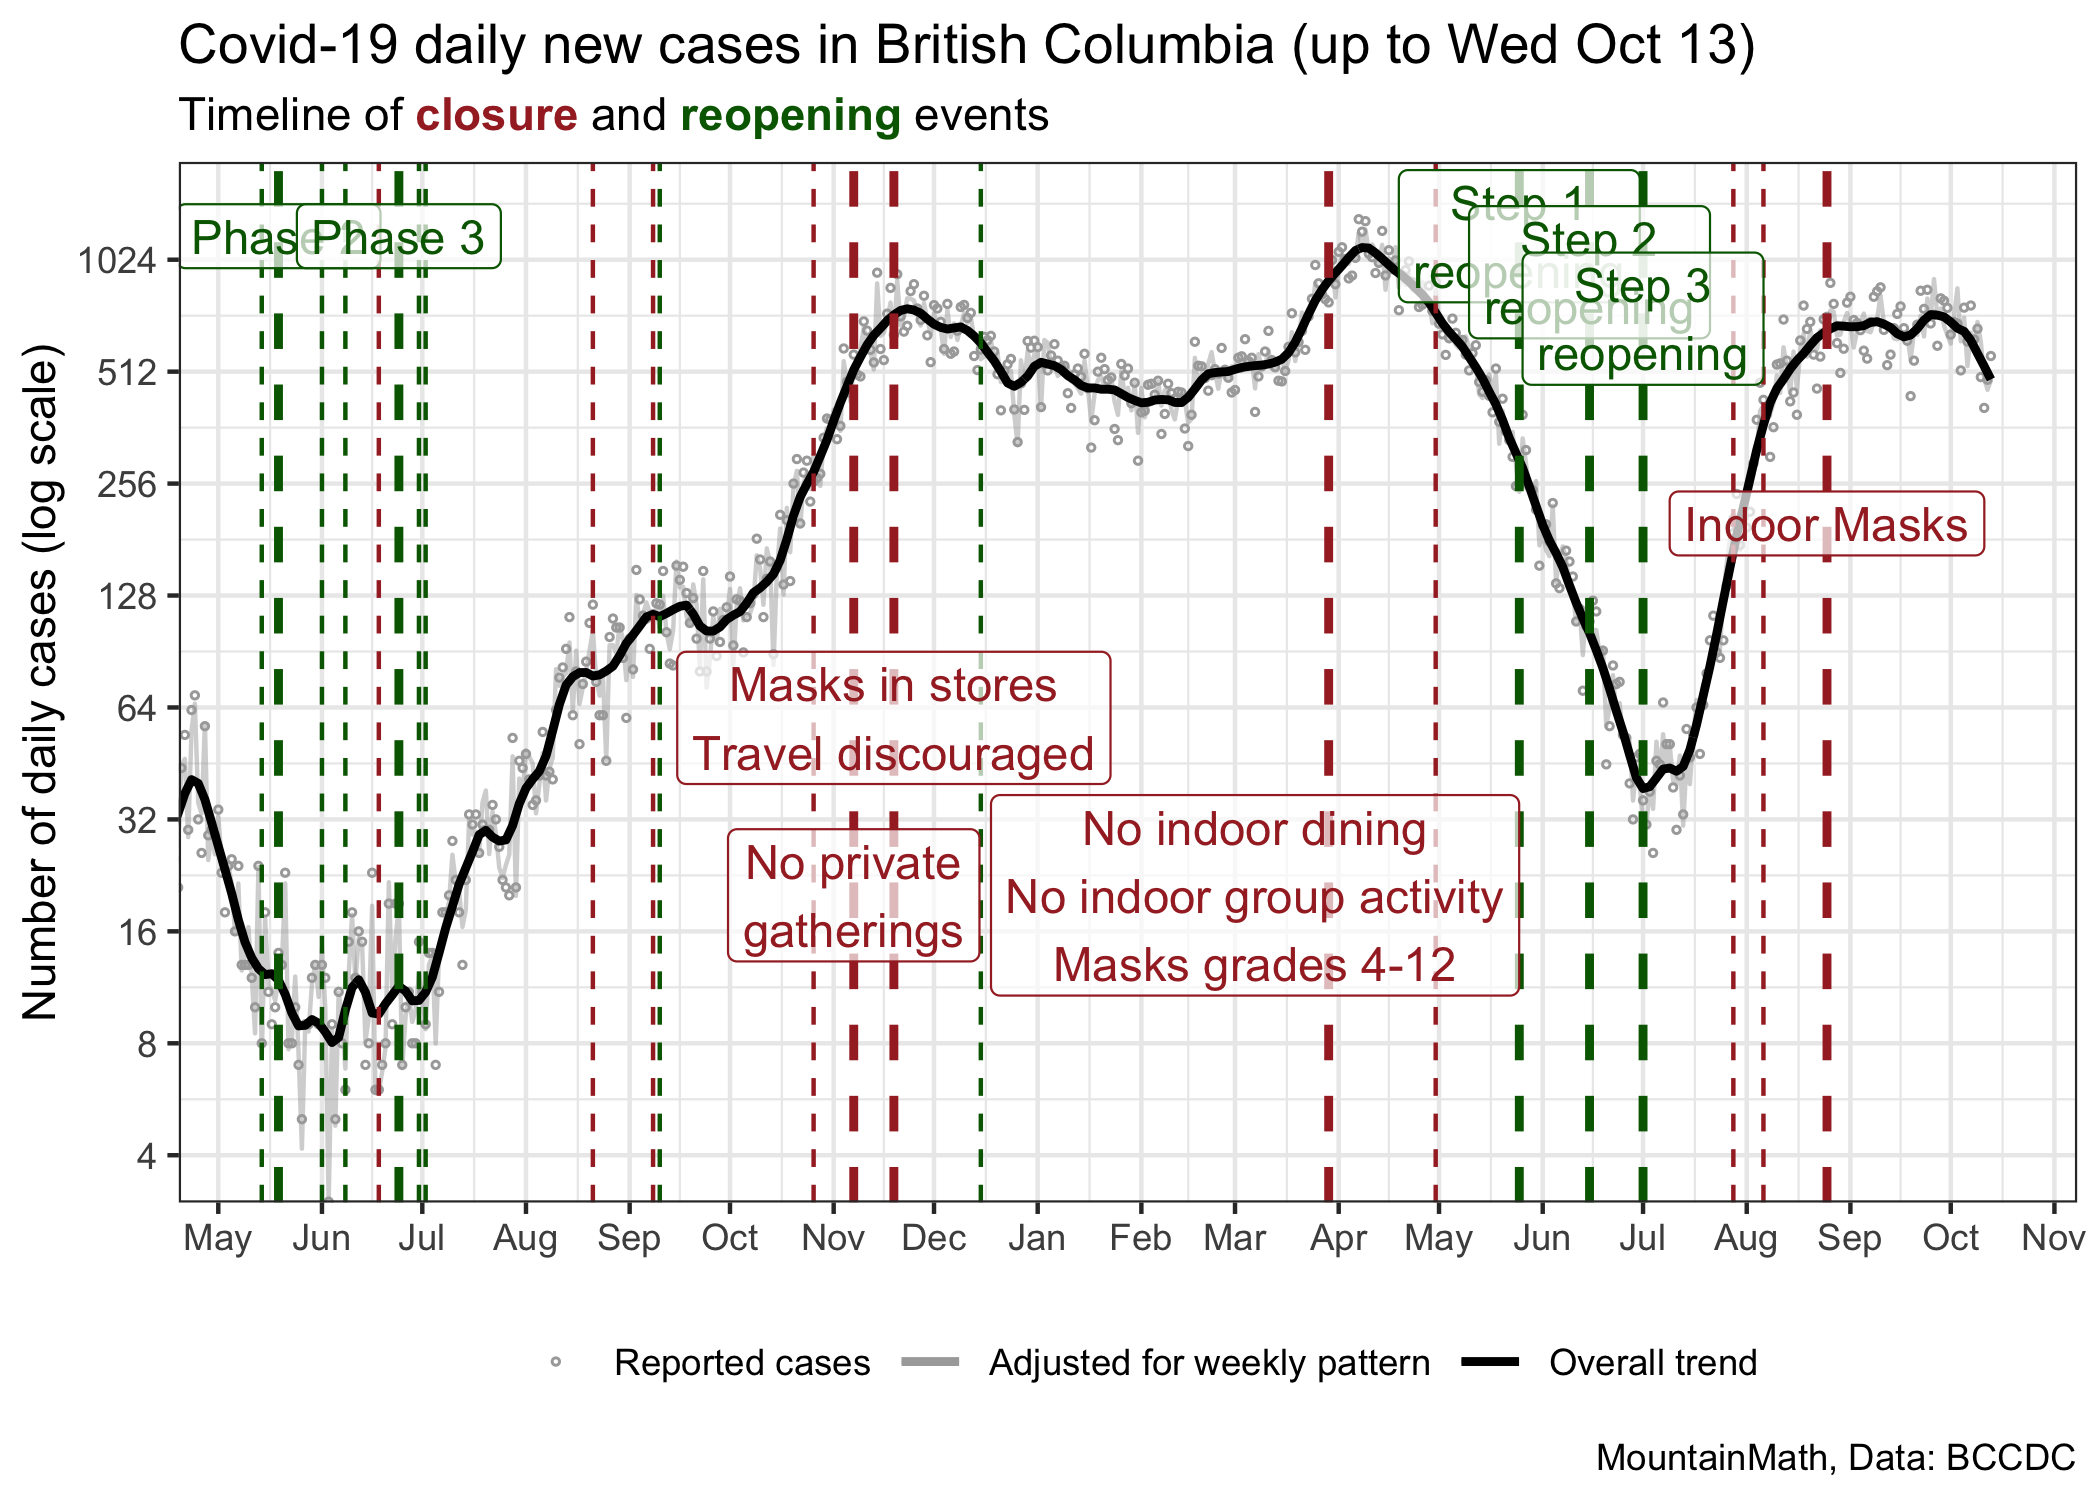 Covid-19 daily new cases in British Columbia (up to Wed Oct 13)
Timeline of closure and reopening events
Number of daily cases (log scale)
1024
512
256
128
64
32
16
8
4
Phase 2
Phase 3
Step 1
reopening
Step 2
reopening
Step 3
reopening
Indoor Masks
Masks in stores
Travel discouraged
No private
gatherings
No indoor dining
No indoor group activity
Masks grades 4-12
May Jun Jul Aug Sep Oct Nov Dec Jan Feb Mar Apr May Jun Jul Aug Sep Oct Nov
Reported cases Adjusted for weekly pattern Overall trend
MountainMath, Data: BCCDC